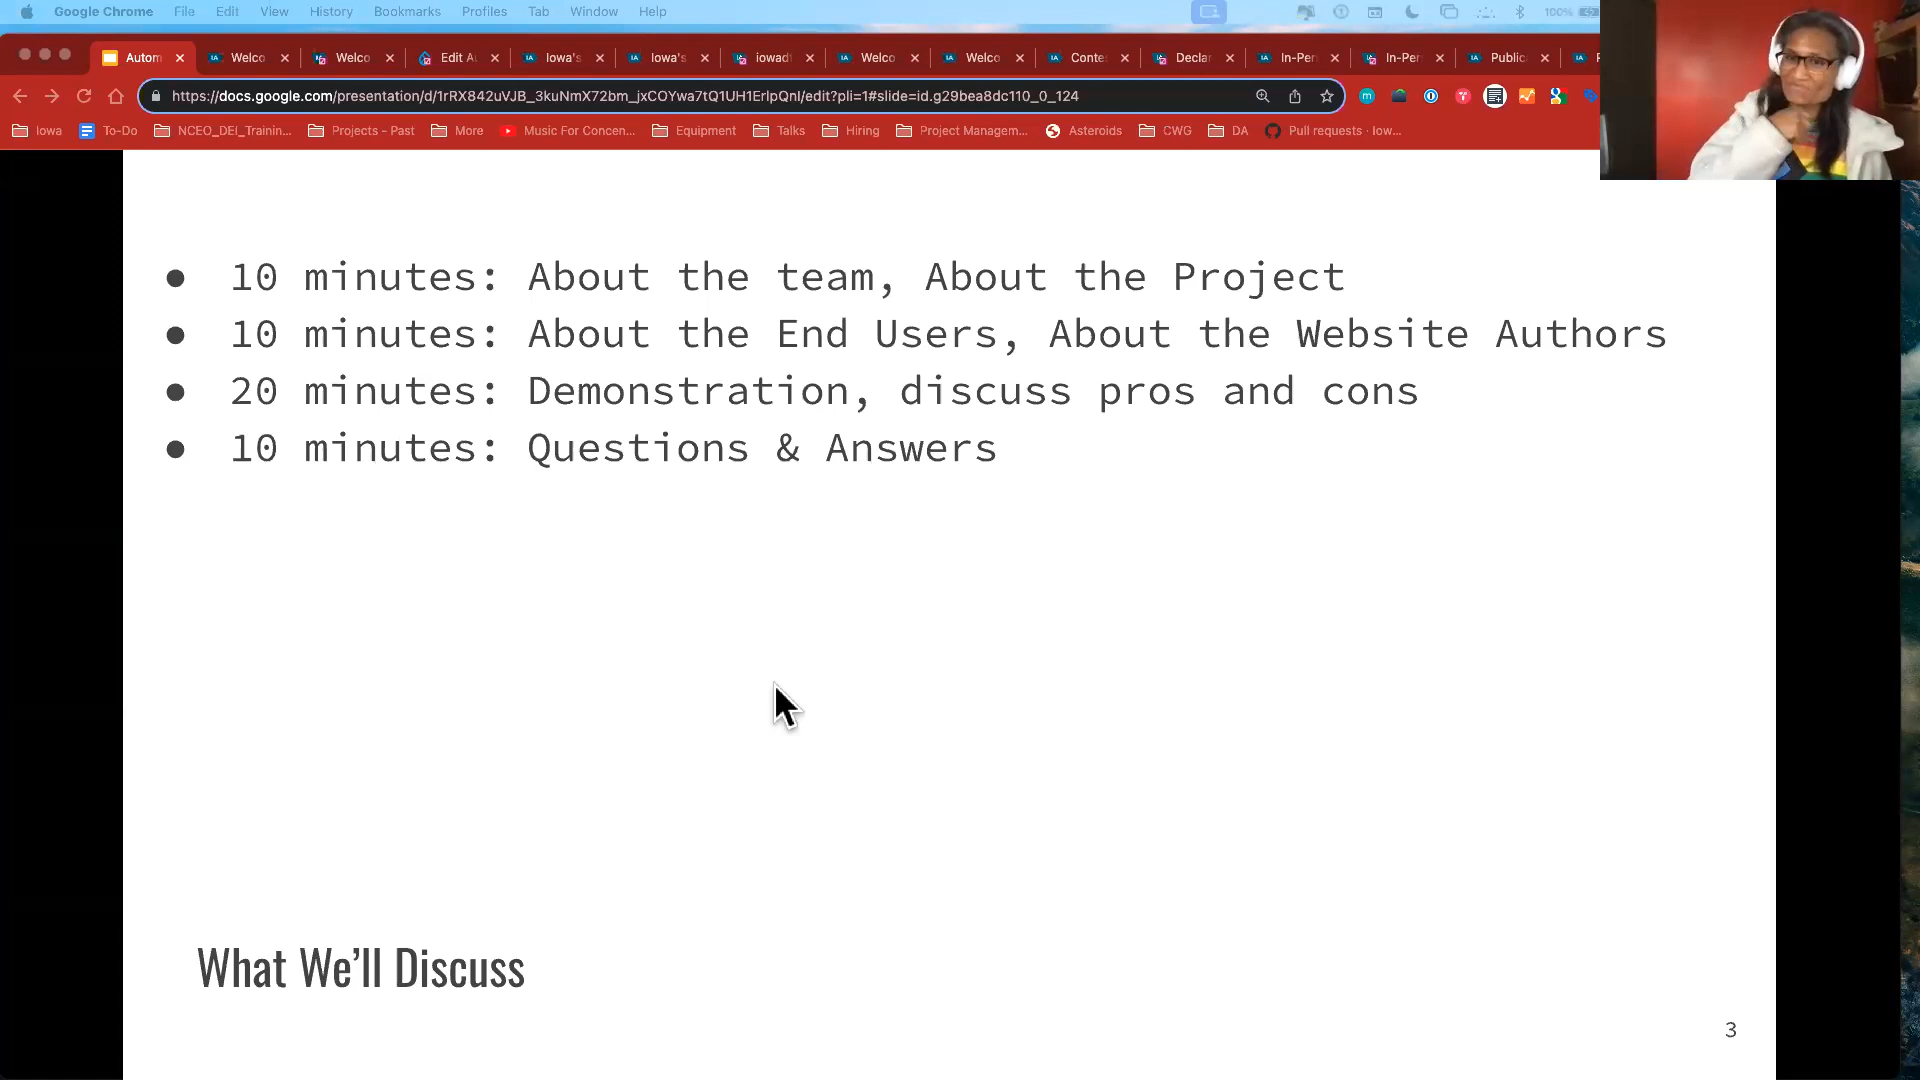 Google Chrome File Edit View History Bookmarks Profiles Tab Window Help 100%
Autom Welco Welco Edit A Iowa's Iowa's iowad Welco Welco Conte Declar In-Per In-Per Public
https://docs.google.com/presentation/d/1rRX842uVJB_3kuNmX72bm_jxCOYwa7tQ1UH1ErlpQnI/edit?pli=1#slide=id.g29bea8dc110_0_124
Iowa To-Do NCEO_DEI_Trainin... Projects - Past More Music For Concen... Equipment Talks Hiring Project Managem... Asteroids CWG DA Pull requests · Iow...
● 10 minutes: About the team, About the Project
● 10 minutes: About the End Users, About the Website Authors
● 20 minutes: Demonstration, discuss pros and cons
● 10 minutes: Questions & Answers
What We'll Discuss
3